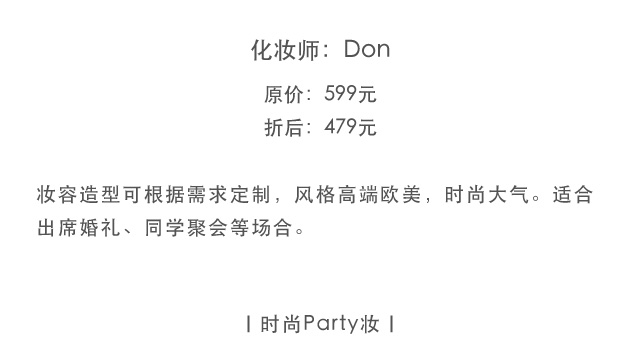 化妆师：Don
原价：599元
折后：479元
妆容造型可根据需求定制，风格高端欧美，时尚大气。适合
出席婚礼、同学聚会等场合。
丨时尚Party妆丨